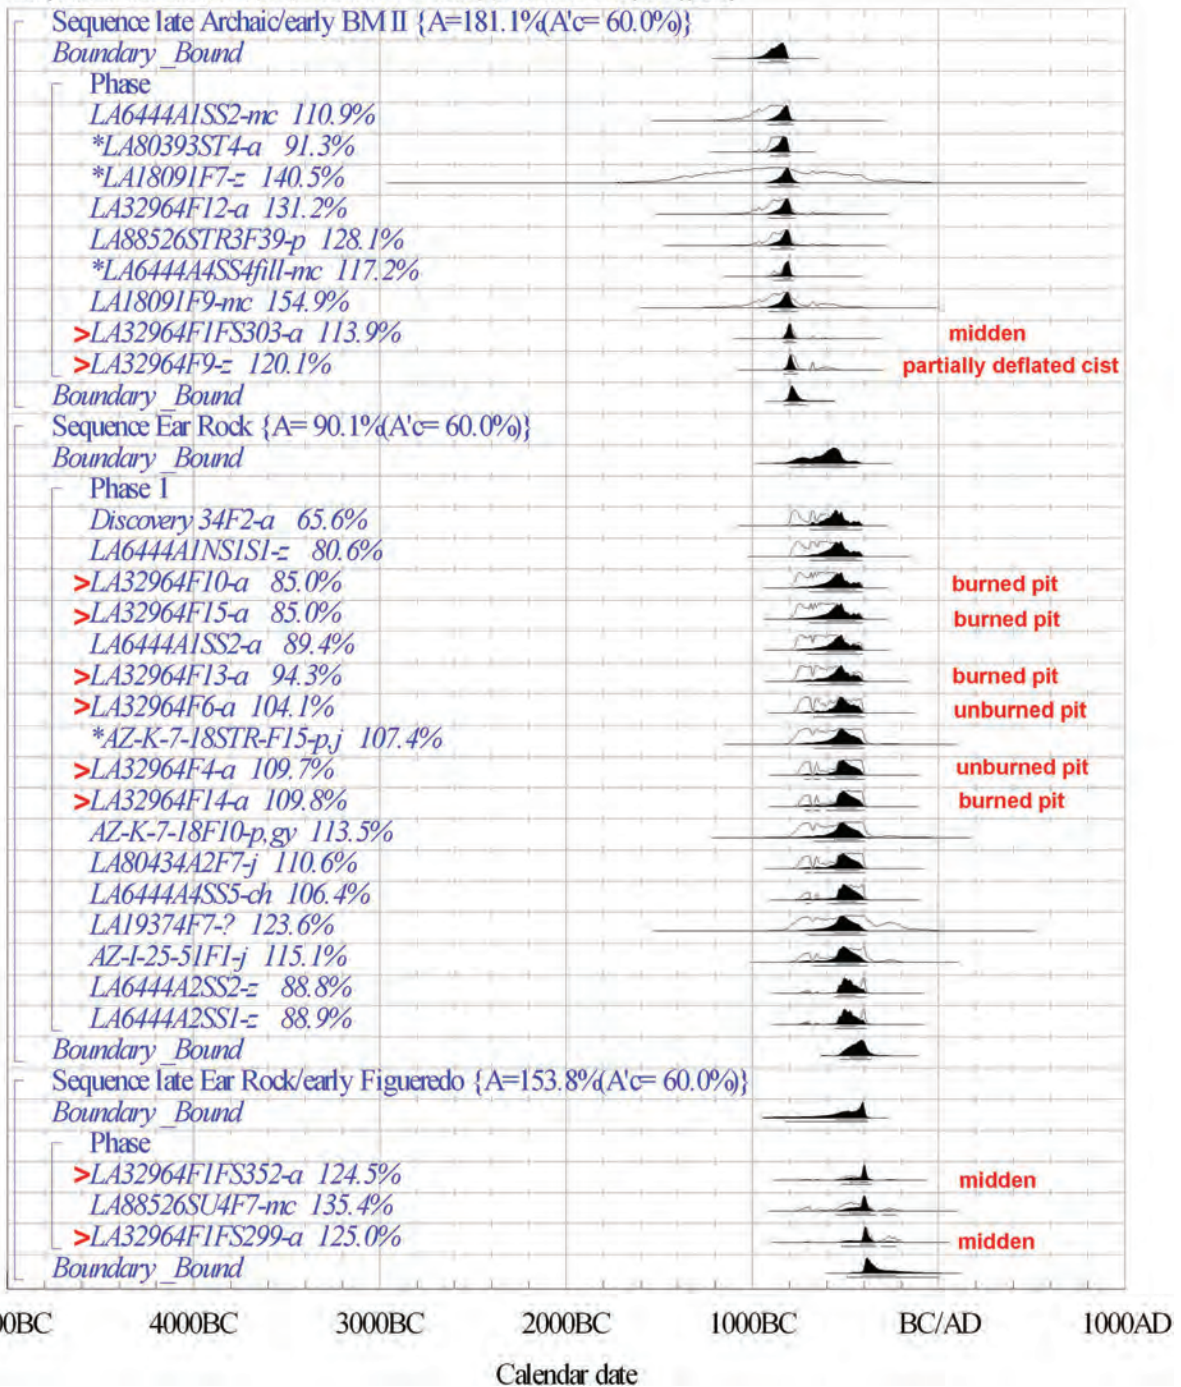 Sequence late Archaic/early BM II {A=181.1%(A'c= 60.0%)}
Boundary _Bound
Phase
LA6444A1SS2-mc 110.9%
*LA80393ST4-a 91.3%
*LA18091F7-z 140.5%
LA32964F12-a 131.2%
LA88526STR3F39-p 128.1%
*LA6444A4SS4fill-mc 117.2%
LA18091F9-mc 154.9%
>LA32964F1FS303-a 113.9% midden
>LA32964F9-z 120.1% partially deflated cist
Boundary _Bound
Sequence Ear Rock {A= 90.1%(A'c= 60.0%)}
Boundary _Bound
Phase 1
Discovery 34F2-a 65.6%
LA6444A1NS1S1-z 80.6%
>LA32964F10-a 85.0% burned pit
>LA32964F15-a 85.0% burned pit
LA6444A1SS2-a 89.4%
>LA32964F13-a 94.3% burned pit
>LA32964F6-a 104.1% unburned pit
*AZ-K-7-18STR-F15-p,j 107.4%
>LA32964F4-a 109.7% unburned pit
>LA32964F14-a 109.8% burned pit
AZ-K-7-18F10-p,gy 113.5%
LA80434A2F7-j 110.6%
LA6444A4SS5-ch 106.4%
LA19374F7-? 123.6%
AZ-I-25-51F1-j 115.1%
LA6444A2SS2-z 88.8%
LA6444A2SS1-z 88.9%
Boundary _Bound
Sequence late Ear Rock/early Figueredo {A=153.8%(A'c= 60.0%)}
Boundary _Bound
Phase
>LA32964F1FS352-a 124.5% midden
LA88526SU4F7-mc 135.4%
>LA32964F1FS299-a 125.0% midden
Boundary _Bound
00BC 4000BC 3000BC 2000BC 1000BC BC/AD 1000AD
Calendar date